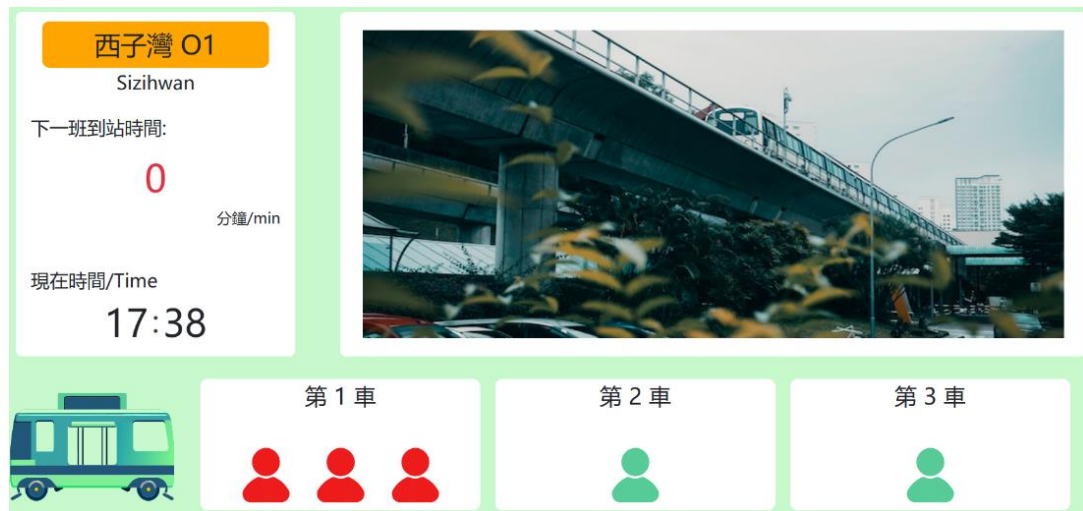 西子灣 O1
Sizihwan
下一班到站時間:
0
分鐘/min
現在時間/Time
17:38
第 1 車
第 2 車
第 3 車